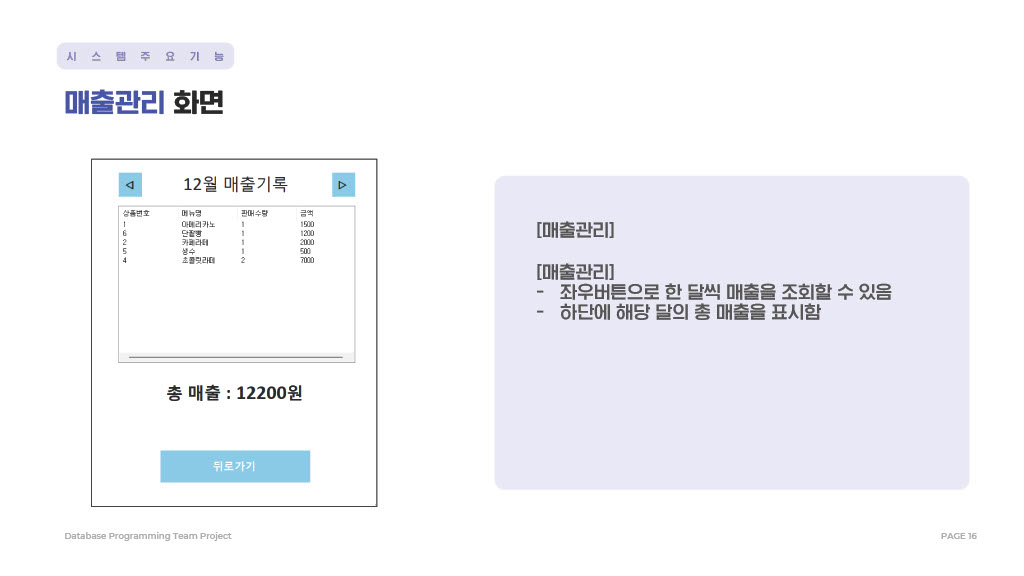 시스템주요기능
매출관리 화면
◁ 12월 매출기록 ▷
상품번호 메뉴명 판매수량 금액
1 아메리카노 1 1500
6 단팥빵 1 1200
2 카페라떼 1 2000
5 생수 1 500
4 초콜릿라떼 2 7000
총 매출 : 12200원
뒤로가기
[매출관리]
[매출관리]
- 좌우버튼으로 한 달씩 매출을 조회할 수 있음
- 하단에 해당 달의 총 매출을 표시함
Database Programming Team Project
PAGE 16